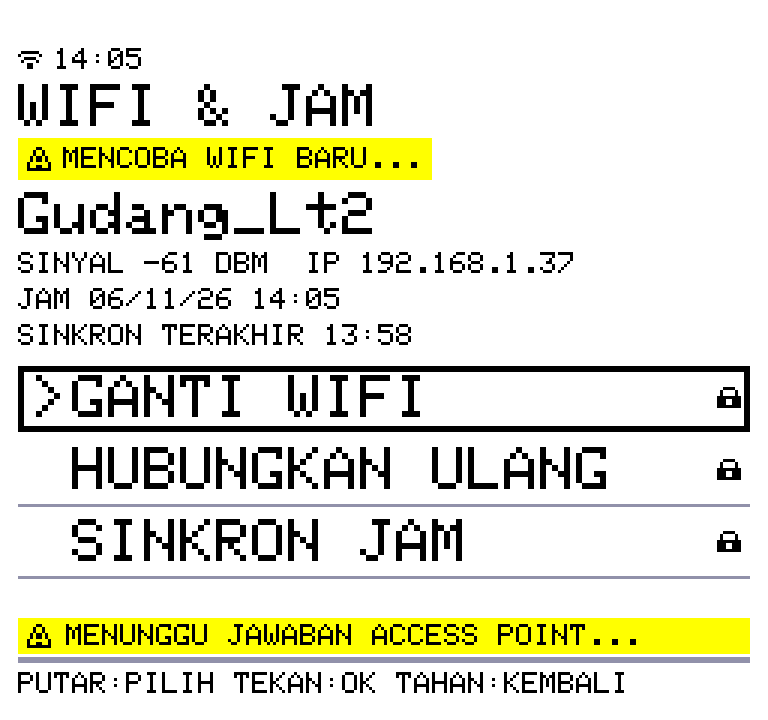 14:05
WIFI & JAM
MENCOBA WIFI BARU...
Gudang_Lt2
SINYAL -61 DBM  IP 192.168.1.37
JAM 06/11/26 14:05
SINKRON TERAKHIR 13:58
>GANTI WIFI
HUBUNGKAN ULANG
SINKRON JAM
MENUNGGU JAWABAN ACCESS POINT...
PUTAR:PILIH TEKAN:OK TAHAN:KEMBALI